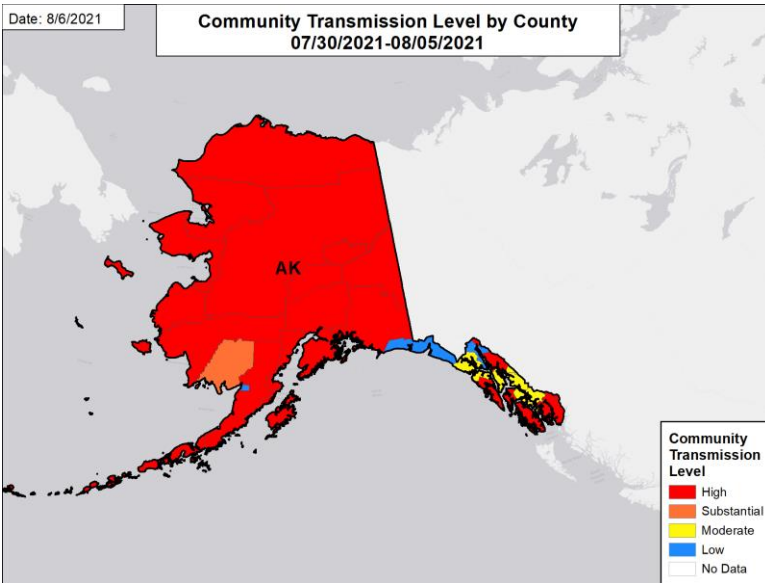 Date: 8/6/2021
Community Transmission Level by County
07/30/2021-08/05/2021
AK
Community
Transmission
Level
High
Substantial
Moderate
Low
No Data